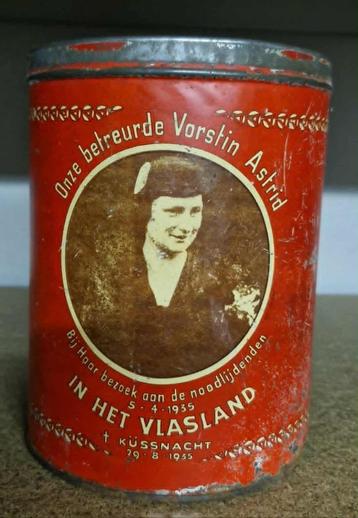 Onze betreurde Vorstin Astrid
Bij Haar bezoek aan de noodlijdenden
5-4-1935
IN HET VLASLAND
† KÜSSNACHT
29-8-1935